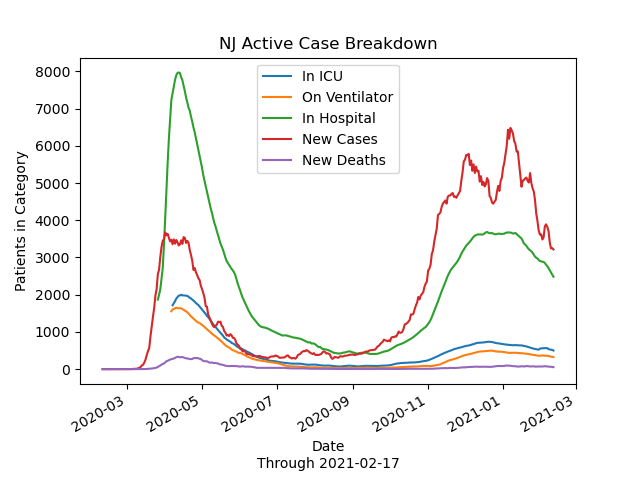 NJ Active Case Breakdown
In ICU
On Ventilator
In Hospital
New Cases
New Deaths
Patients in Category
8000
7000
6000
5000
4000
3000
2000
1000
0
2020-03
2020-05
2020-07
2020-09
2020-11
2021-01
2021-03
Date
Through 2021-02-17